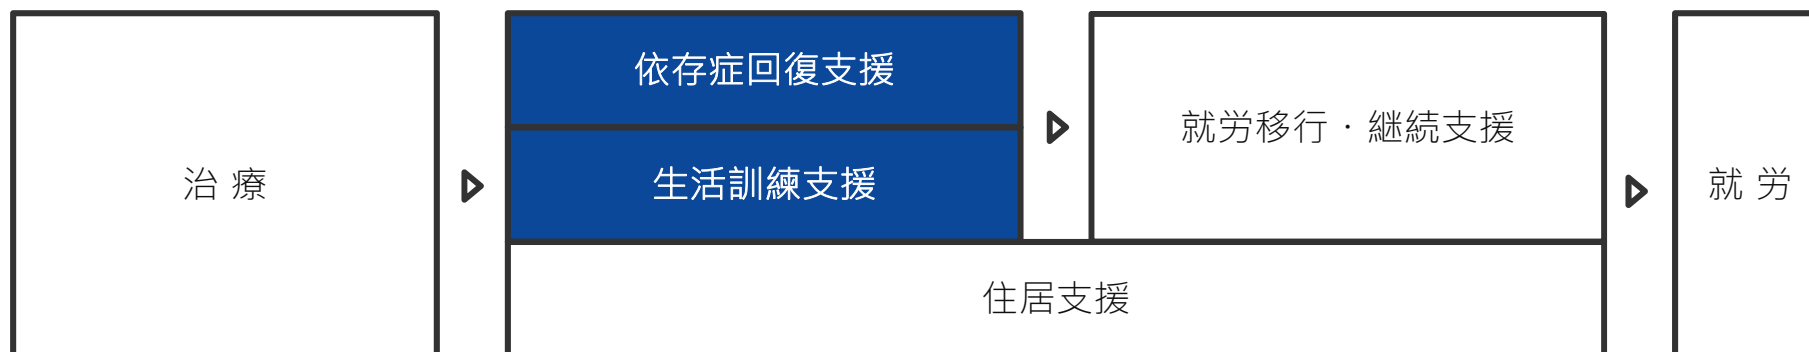 治 療
依存症回復支援
生活訓練支援
就労移行・継続支援
住居支援
就 労